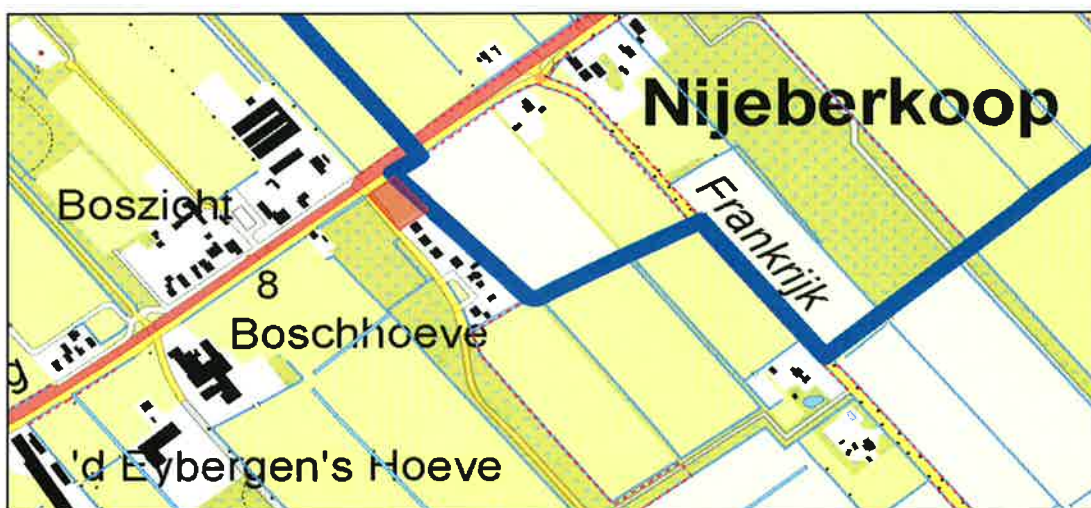 Nijeberkoop
Boszicht
Frankrijk
8
Boschhoeve
g
'd Eybergen's Hoeve